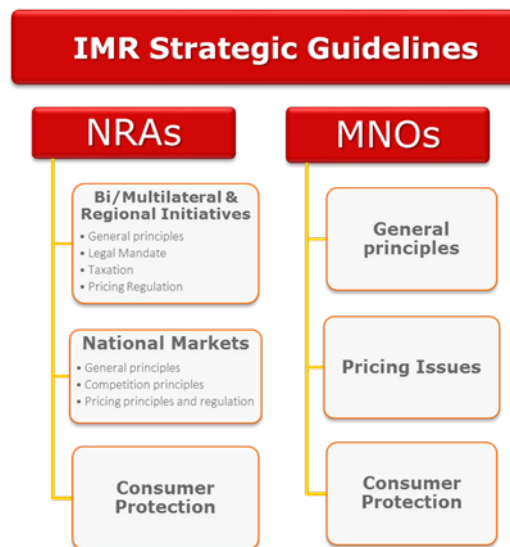 IMR Strategic Guidelines
NRAs
Bi/Multilateral &
Regional Initiatives
• General principles
• Legal Mandate
• Taxation
• Pricing Regulation
National Markets
• General principles
• Competition principles
• Pricing principles and regulation
Consumer
Protection
MNOs
General
principles
Pricing Issues
Consumer
Protection